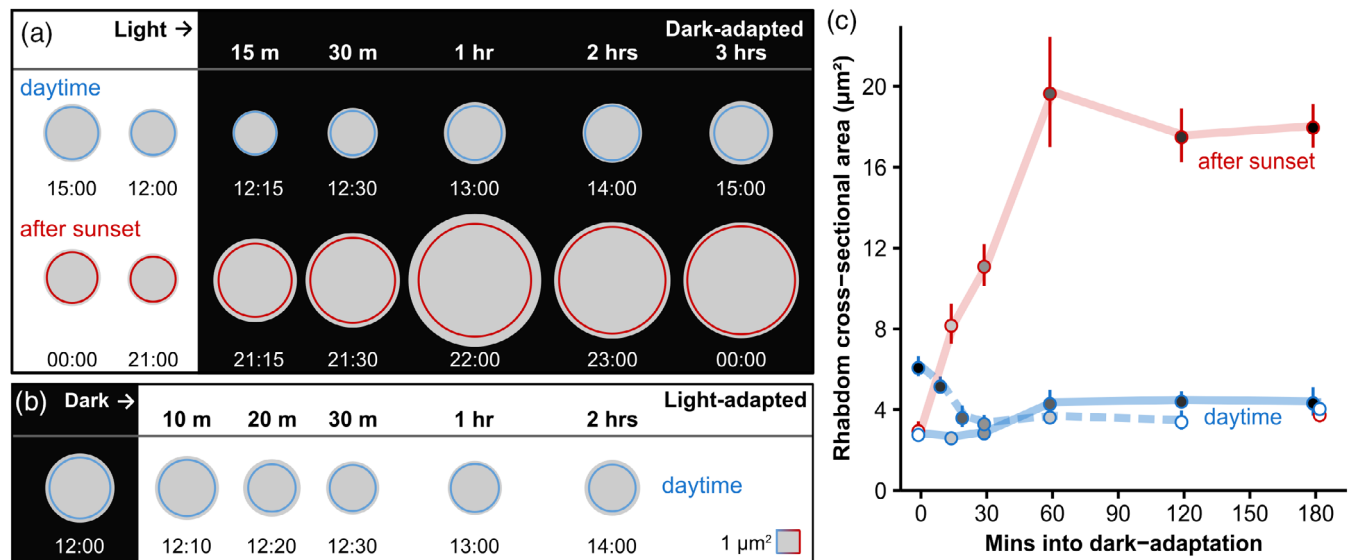 (a)
Light →
Dark-adapted
15 m 30 m 1 hr 2 hrs 3 hrs
daytime
15:00 12:00 12:15 12:30 13:00 14:00 15:00
after sunset
00:00 21:00 21:15 21:30 22:00 23:00 00:00
(b)
Dark →
Light-adapted
10 m 20 m 30 m 1 hr 2 hrs
daytime
12:00 12:10 12:20 12:30 13:00 14:00
1 µm²
(c)
Rhabdom cross-sectional area (µm²)
20
16
12
8
4
0
after sunset
daytime
0 30 60 90 120 150 180
Mins into dark-adaptation